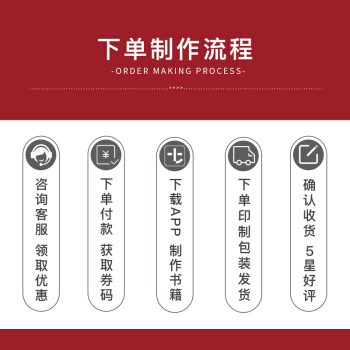 下单制作流程
-ORDER MAKING PROCESS-
咨询客服 领取优惠
下单付款 获取券码
下载APP 制作书籍
下单印制包装发货
确认收货 5星好评